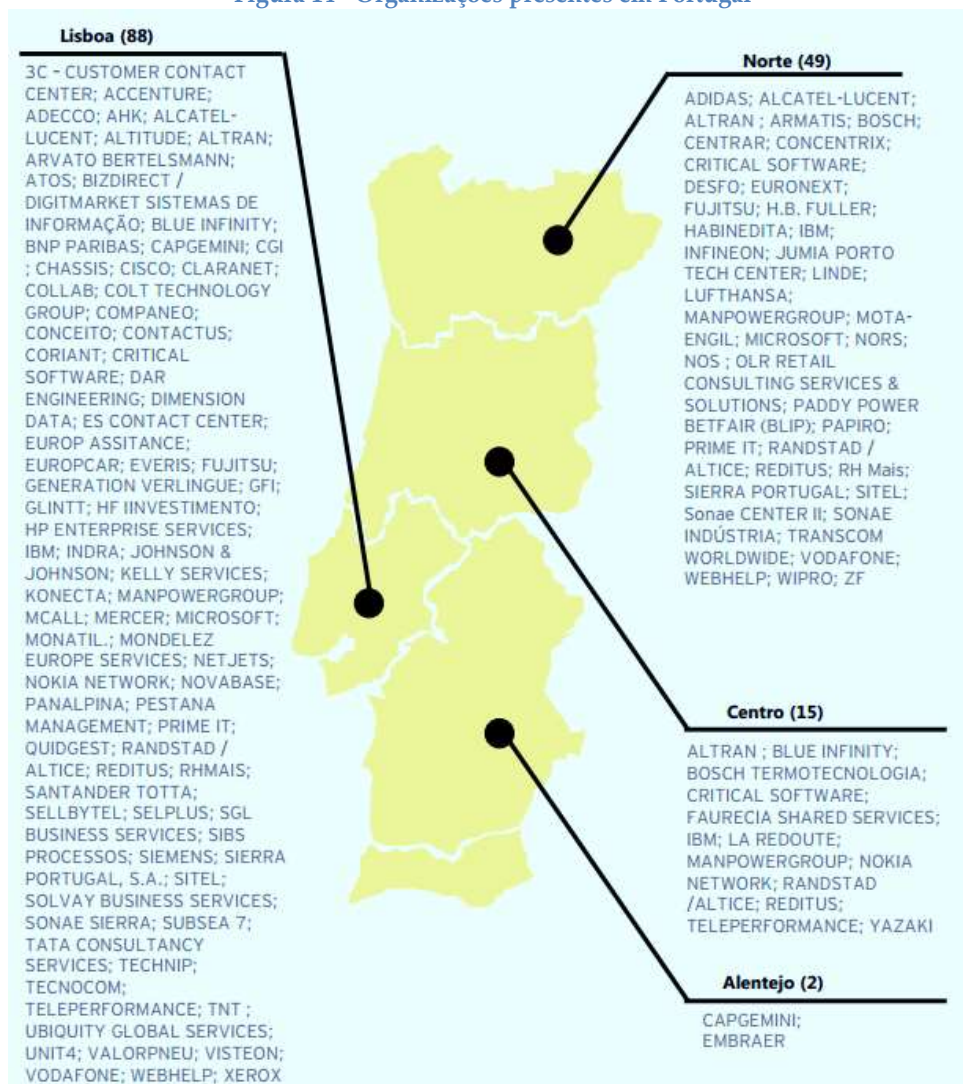 Figura 11 - Organizações presentes em Portugal
Lisboa (88)
3C - CUSTOMER CONTACT
CENTER; ACCENTURE;
ADECCO; AHK; ALCATEL-
LUCENT; ALTITUDE; ALTRAN;
ARVATO BERTELSMANN;
ATOS; BIZDIRECT /
DIGITMARKET SISTEMAS DE
INFORMAÇÃO; BLUE INFINITY;
BNP PARIBAS; CAPGEMINI; CGI
; CHASSIS; CISCO; CLARANET;
COLLAB; COLT TECHNOLOGY
GROUP; COMPANEO;
CONCEITO; CONTACTUS;
CORIANT; CRITICAL
SOFTWARE; DAR
ENGINEERING; DIMENSION
DATA; ES CONTACT CENTER;
EUROP ASSITANCE;
EUROPCAR; EVERIS; FUJITSU;
GENERATION VERLINGUE; GFI;
GLINTT; HF IINVESTIMENTO;
HP ENTERPRISE SERVICES;
IBM; INDRA; JOHNSON &
JOHNSON; KELLY SERVICES;
KONECTA; MANPOWERGROUP;
MCALL; MERCER; MICROSOFT;
MONATIL.; MONDELEZ
EUROPE SERVICES; NETJETS;
NOKIA NETWORK; NOVABASE;
PANALPINA; PESTANA
MANAGEMENT; PRIME IT;
QUIDGEST; RANDSTAD /
ALTICE; REDITUS; RHMAIS;
SANTANDER TOTTA;
SELLBYTEL; SELPLUS; SGL
BUSINESS SERVICES; SIBS
PROCESSOS; SIEMENS; SIERRA
PORTUGAL, S.A.; SITEL;
SOLVAY BUSINESS SERVICES;
SONAE SIERRA; SUBSEA 7;
TATA CONSULTANCY
SERVICES; TECHNIP;
TECNOCOM;
TELEPERFORMANCE; TNT ;
UBIQUITY GLOBAL SERVICES;
UNIT4; VALORPNEU; VISTEON;
VODAFONE; WEBHELP; XEROX
Norte (49)
ADIDAS; ALCATEL-LUCENT;
ALTRAN ; ARMATIS; BOSCH;
CENTRAR; CONCENTRIX;
CRITICAL SOFTWARE;
DESFO; EURONEXT;
FUJITSU; H.B. FULLER;
HABINEDITA; IBM;
INFINEON; JUMIA PORTO
TECH CENTER; LINDE;
LUFTHANSA;
MANPOWERGROUP; MOTA-
ENGIL; MICROSOFT; NORS;
NOS ; OLR RETAIL
CONSULTING SERVICES &
SOLUTIONS; PADDY POWER
BETFAIR (BLIP); PAPIRO;
PRIME IT; RANDSTAD /
ALTICE; REDITUS; RH Mais;
SIERRA PORTUGAL; SITEL;
Sonae CENTER II; SONAE
INDÚSTRIA; TRANSCOM
WORLDWIDE; VODAFONE;
WEBHELP; WIPRO; ZF
Centro (15)
ALTRAN ; BLUE INFINITY;
BOSCH TERMOTECNOLOGIA;
CRITICAL SOFTWARE;
FAURECIA SHARED SERVICES;
IBM; LA REDOUTE;
MANPOWERGROUP; NOKIA
NETWORK; RANDSTAD
/ALTICE; REDITUS;
TELEPERFORMANCE; YAZAKI
Alentejo (2)
CAPGEMINI;
EMBRAER